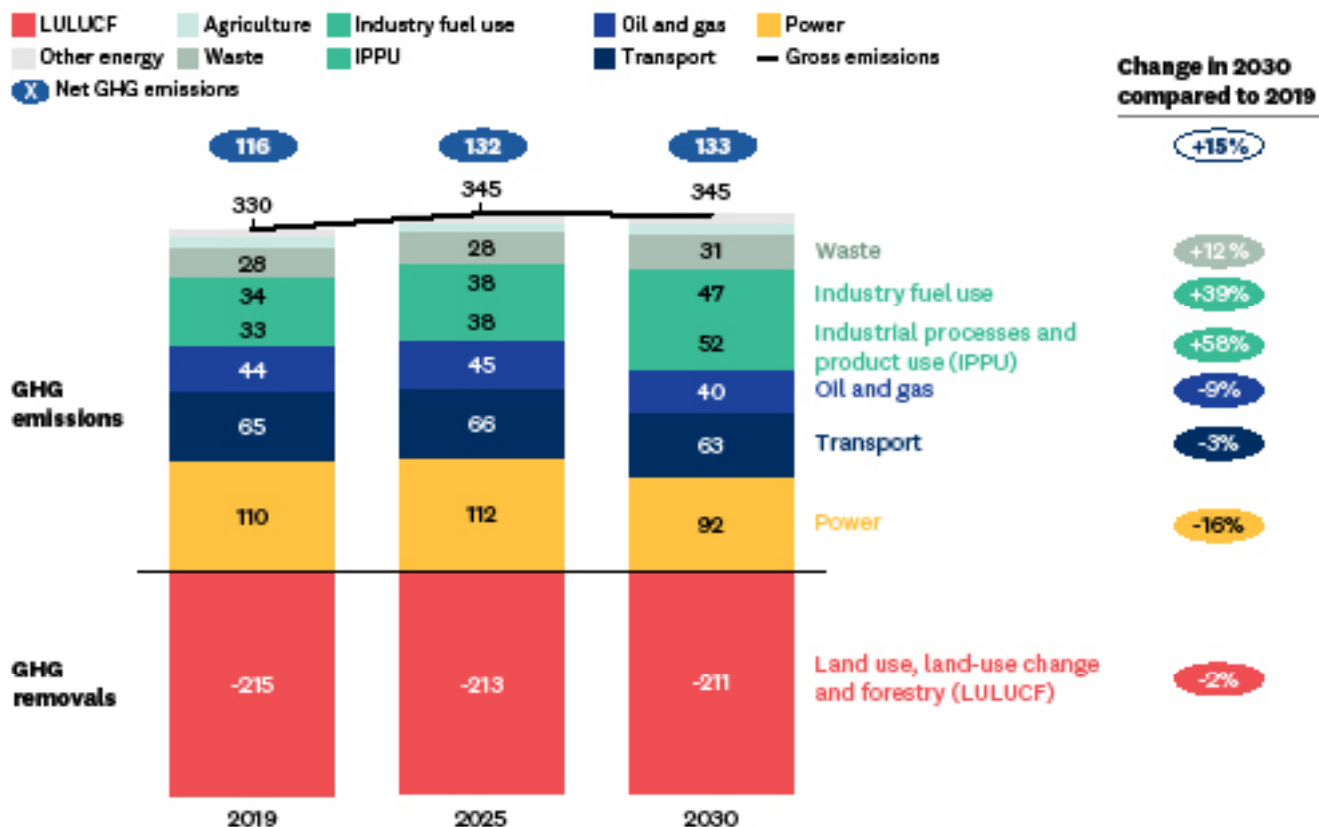 LULUCF Agriculture Industry fuel use Oil and gas Power
Other energy Waste IPPU Transport Gross emissions
X Net GHG emissions
Change in 2030
compared to 2019
116 132 133 +15%
330 345 345
28 28 31 Waste +12%
34 38 47 Industry fuel use +39%
33 38 52 Industrial processes and
product use (IPPU) +58%
44 45 40 Oil and gas -9%
GHG
emissions
65 66 63 Transport -3%
110 112 92 Power -16%
GHG
removals
-215 -213 -211 Land use, land-use change
and forestry (LULUCF) -2%
2019 2025 2030